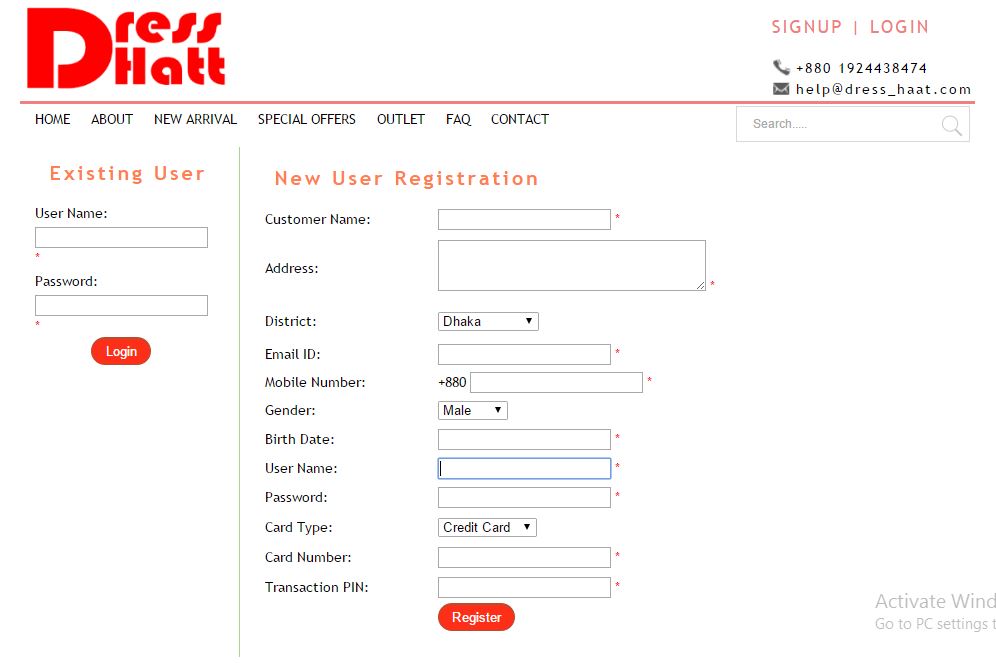 Dress
Hatt
SIGNUP | LOGIN
+880 1924438474
help@dress_haat.com
HOME ABOUT NEW ARRIVAL SPECIAL OFFERS OUTLET FAQ CONTACT
Search.....
Existing User
User Name:
*
Password:
*
Login
New User Registration
Customer Name: *
Address: *
District: Dhaka
Email ID: *
Mobile Number: +880 *
Gender: Male
Birth Date: *
User Name: *
Password: *
Card Type: Credit Card
Card Number: *
Transaction PIN: *
Register
Activate Wind
Go to PC settings t